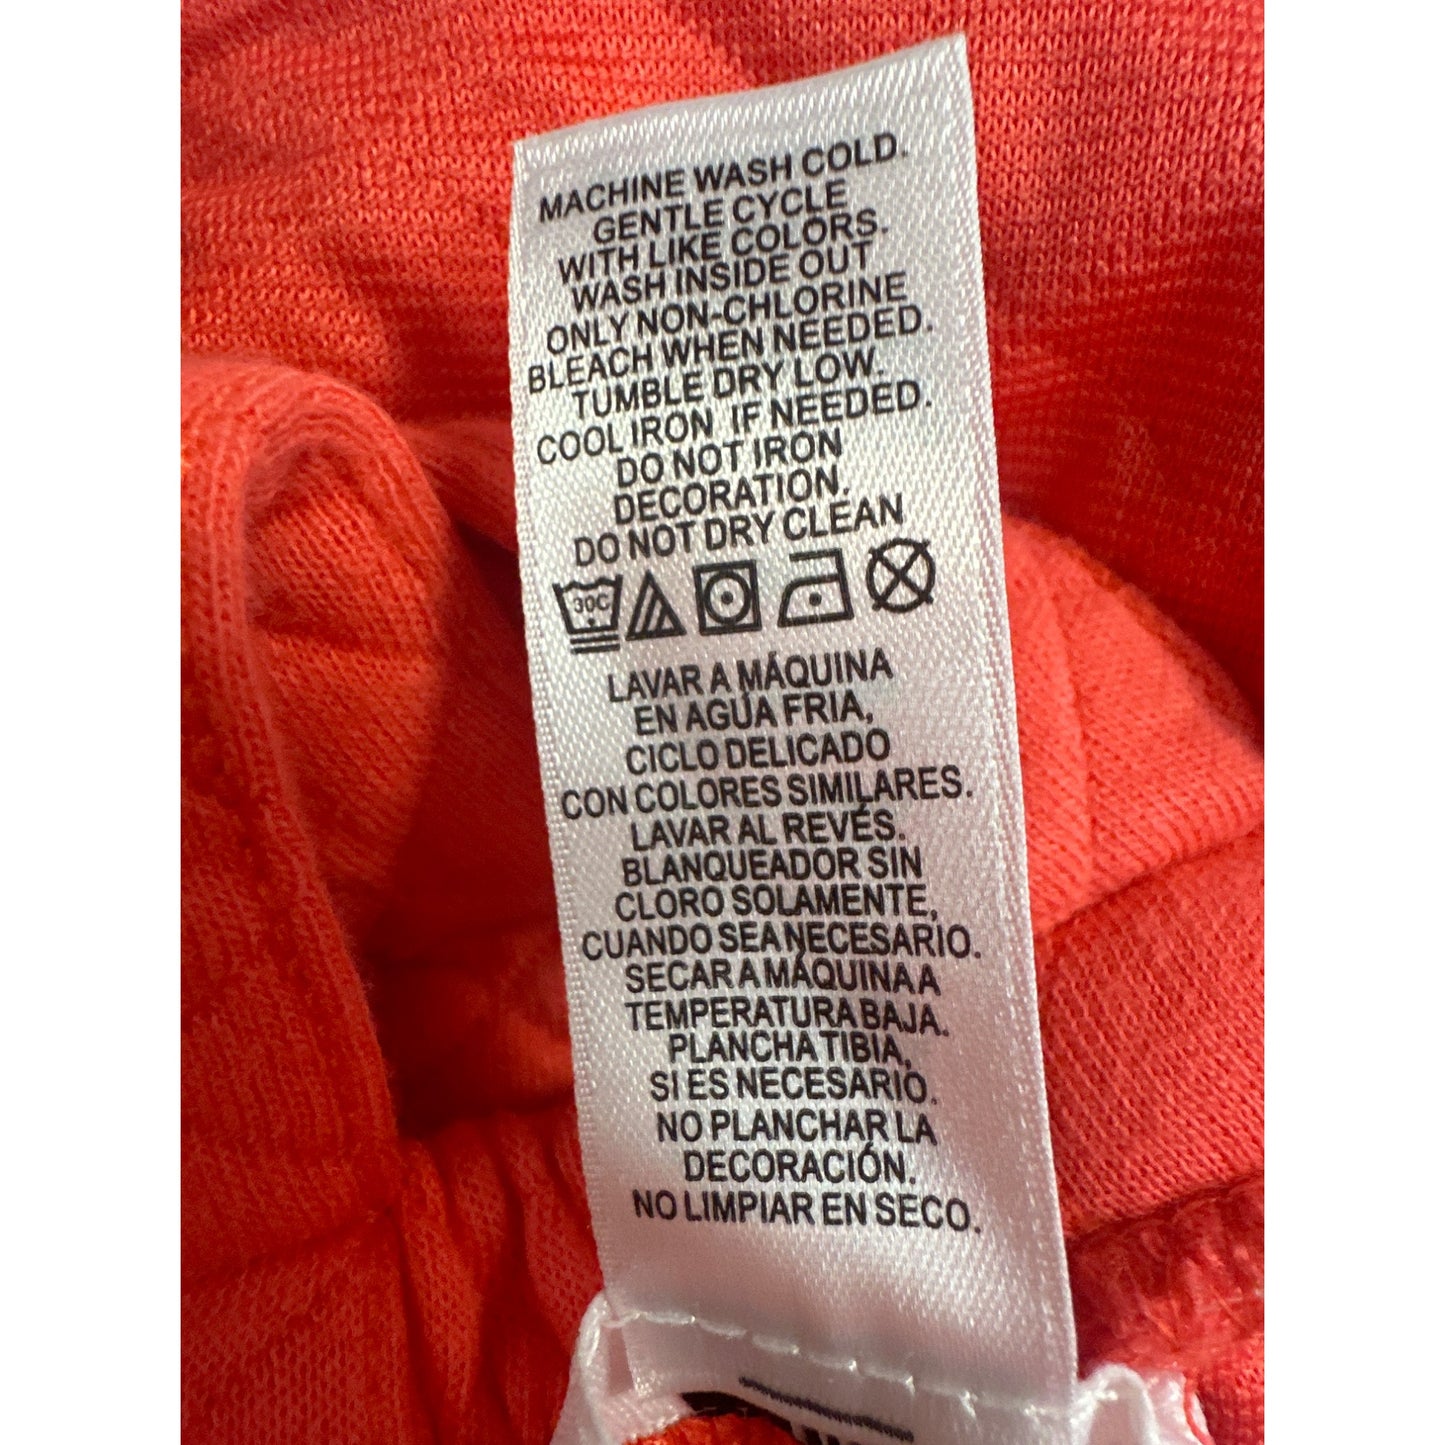 MACHINE WASH COLD.
GENTLE CYCLE
WITH LIKE COLORS.
WASH INSIDE OUT
ONLY NON-CHLORINE
BLEACH WHEN NEEDED.
TUMBLE DRY LOW.
COOL IRON IF NEEDED.
DO NOT IRON
DECORATION.
DO NOT DRY CLEAN
30C
LAVAR A MÁQUINA
EN AGUA FRIA,
CICLO DELICADO
CON COLORES SIMILARES.
LAVAR AL REVÉS.
BLANQUEADOR SIN
CLORO SOLAMENTE,
CUANDO SEA NECESARIO.
SECAR A MÁQUINA A
TEMPERATURA BAJA.
PLANCHA TIBIA,
SI ES NECESARIO.
NO PLANCHAR LA
DECORACIÓN.
NO LIMPIAR EN SECO.